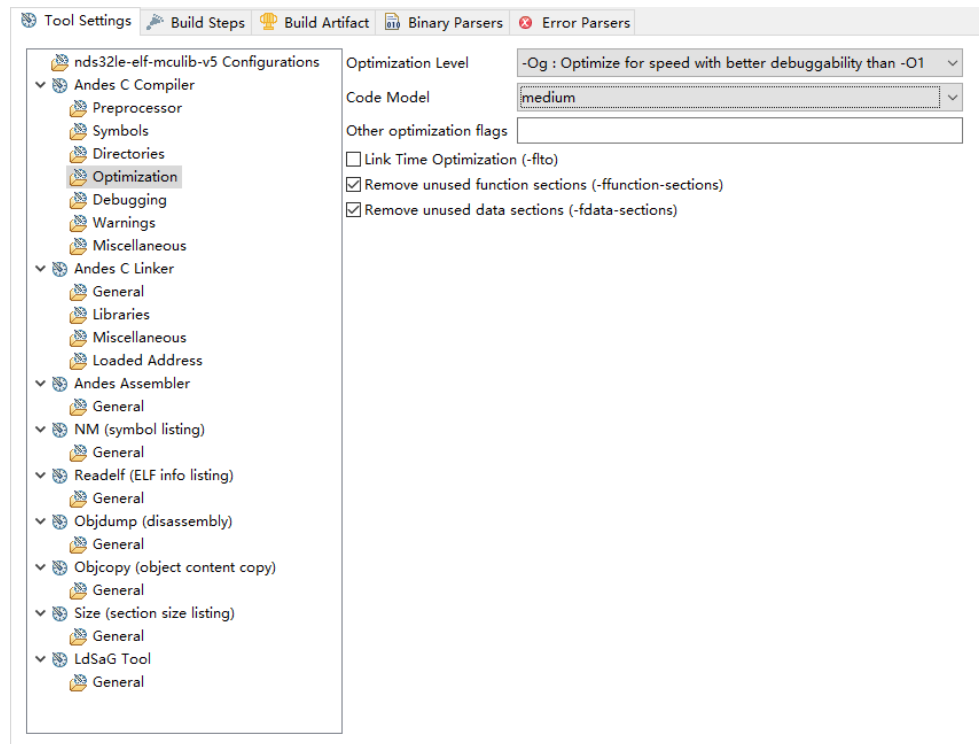 Tool Settings Build Steps Build Artifact Binary Parsers Error Parsers
nds32le-elf-mculib-v5 Configurations
Andes C Compiler
Preprocessor
Symbols
Directories
Optimization
Debugging
Warnings
Miscellaneous
Andes C Linker
General
Libraries
Miscellaneous
Loaded Address
Andes Assembler
General
NM (symbol listing)
General
Readelf (ELF info listing)
General
Objdump (disassembly)
General
Objcopy (object content copy)
General
Size (section size listing)
General
LdSaG Tool
General
Optimization Level -Og : Optimize for speed with better debuggability than -O1
Code Model medium
Other optimization flags
Link Time Optimization (-flto)
Remove unused function sections (-ffunction-sections)
Remove unused data sections (-fdata-sections)